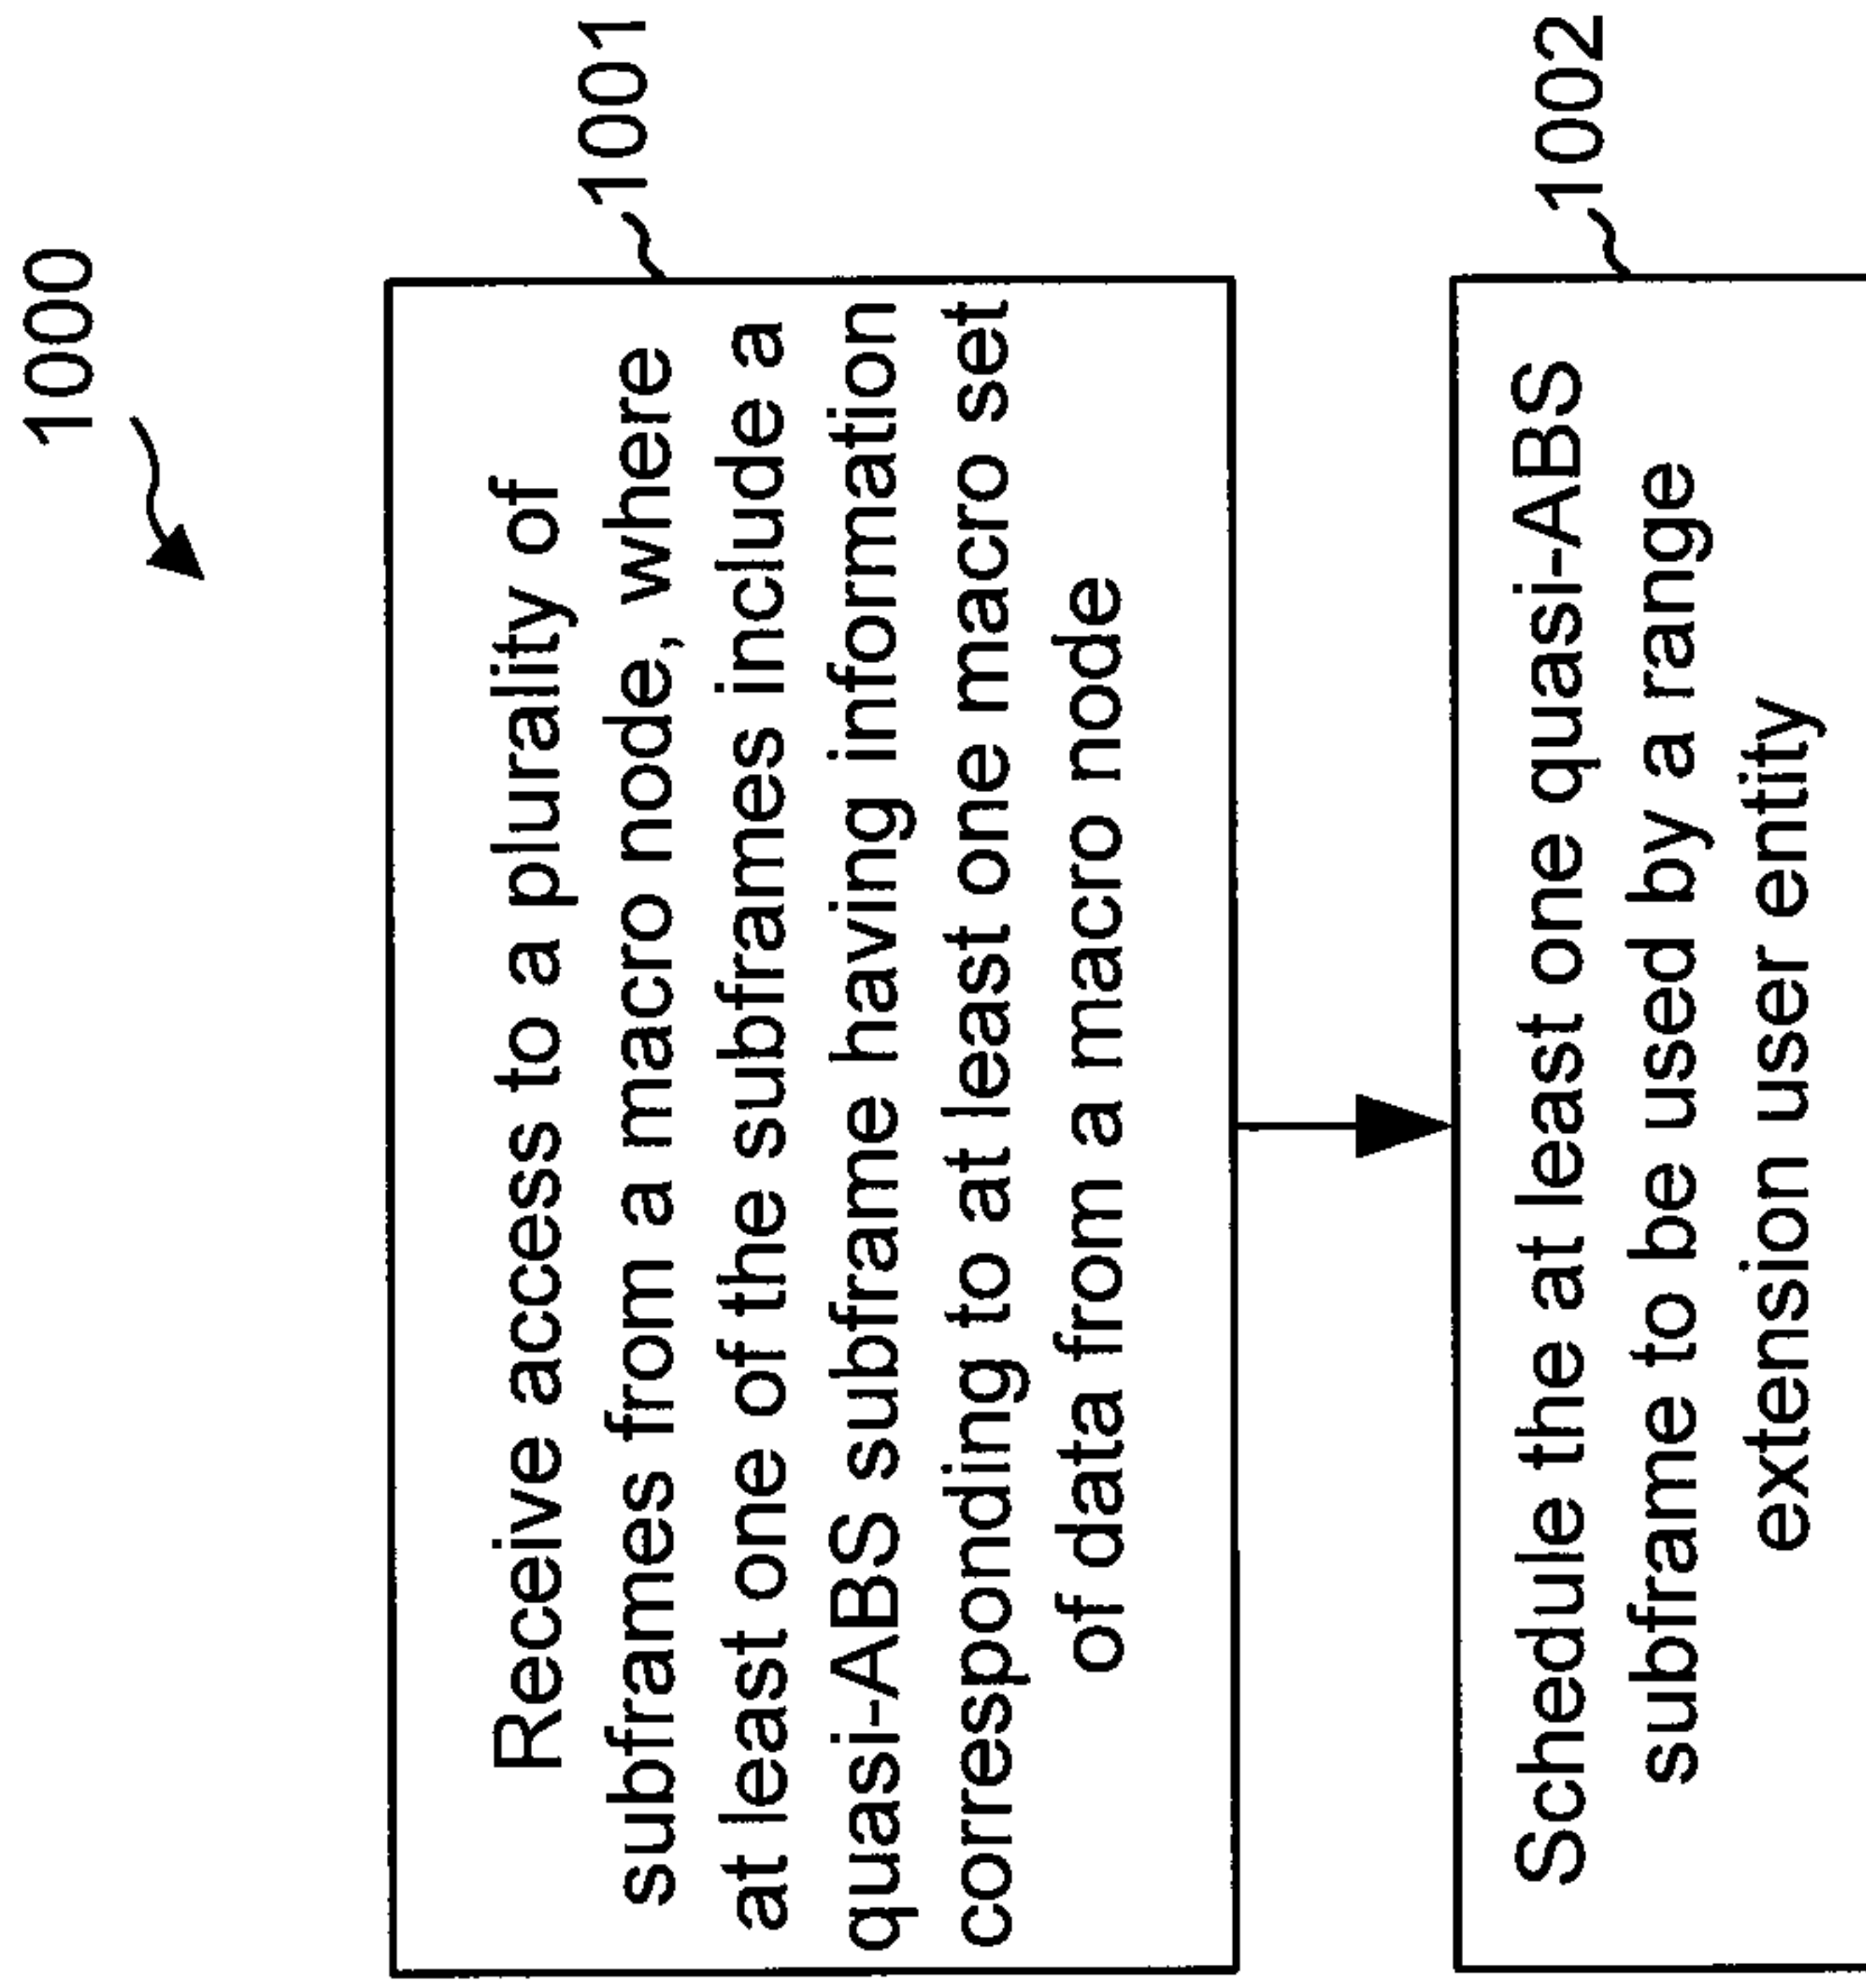 1000
1001
Receive access to a plurality of
subframes from a macro node, where
at least one of the subframes include a
quasi-ABS subframe having information
corresponding to at least one macro set
of data from a macro node
1002
Schedule the at least one quasi-ABS
subframe to be used by a range
extension user entity